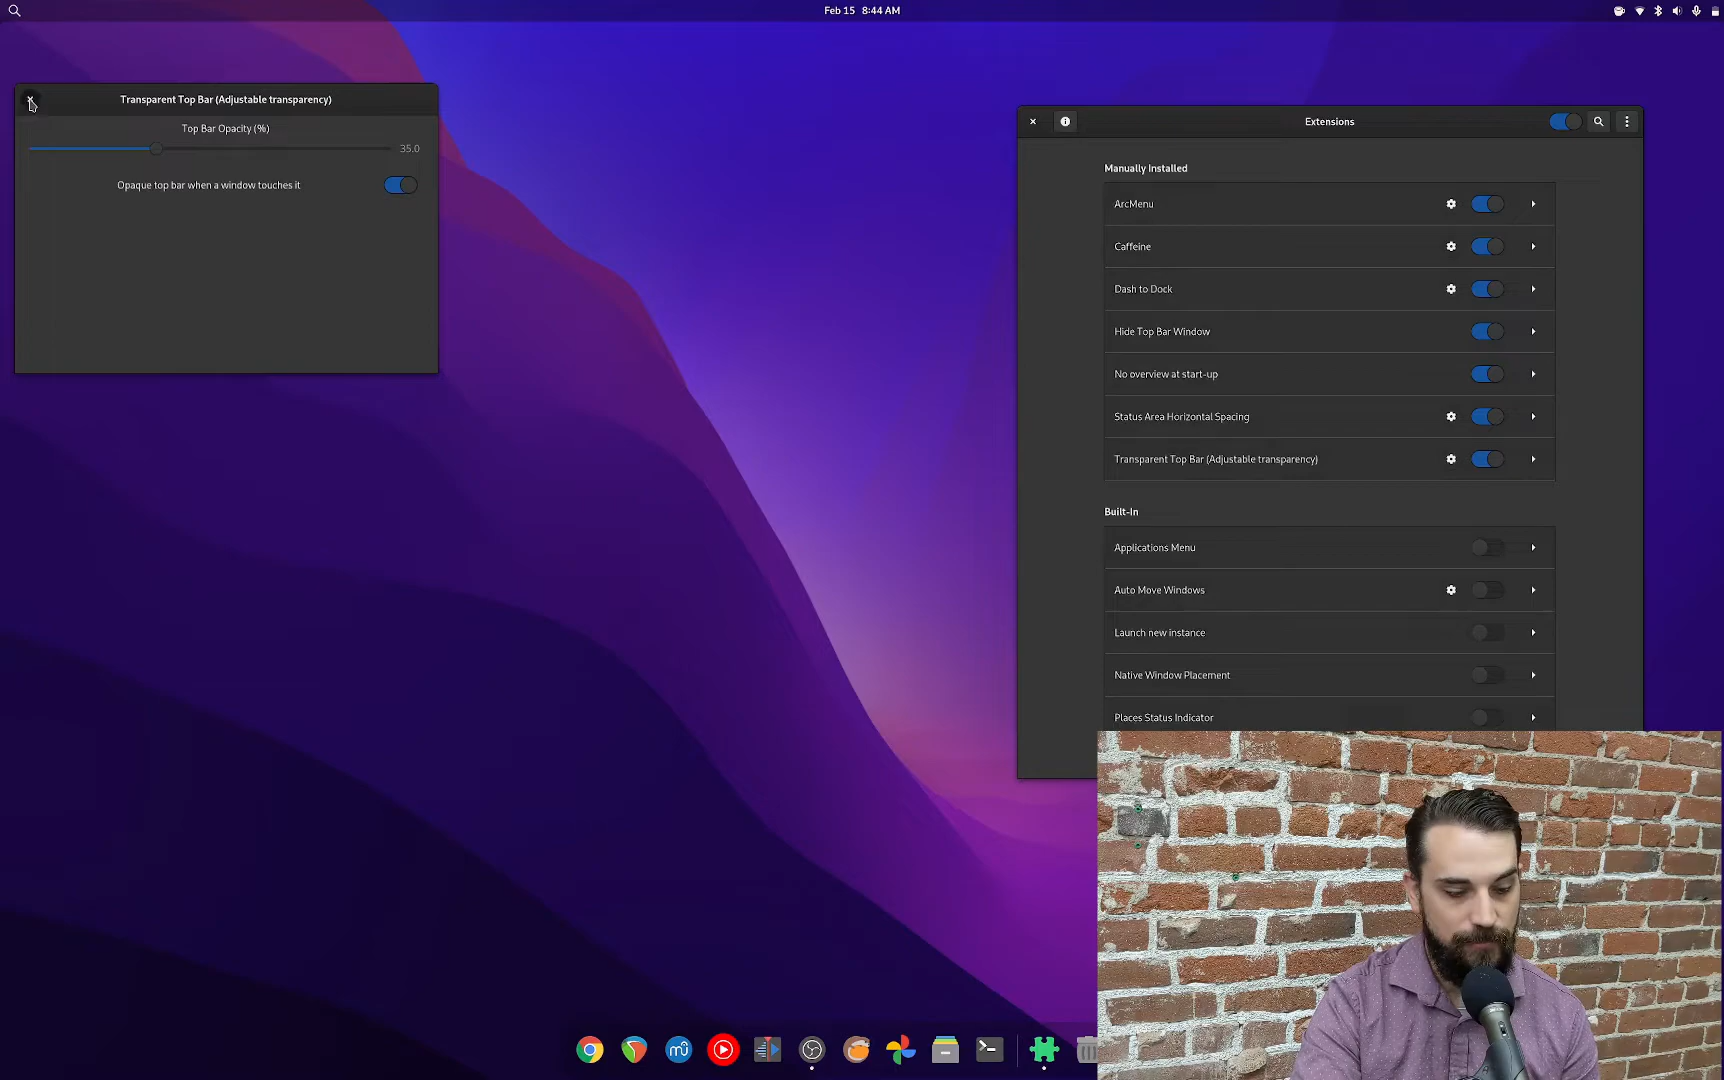 Feb 15 8:44 AM
Transparent Top Bar (Adjustable transparency)
Top Bar Opacity (%)
35.0
Opaque top bar when a window touches it
Extensions
Manually Installed
ArcMenu
Caffeine
Dash to Dock
Hide Top Bar Window
No overview at start-up
Status Area Horizontal Spacing
Transparent Top Bar (Adjustable transparency)
Built-In
Applications Menu
Auto Move Windows
Launch new instance
Native Window Placement
Places Status Indicator
mū